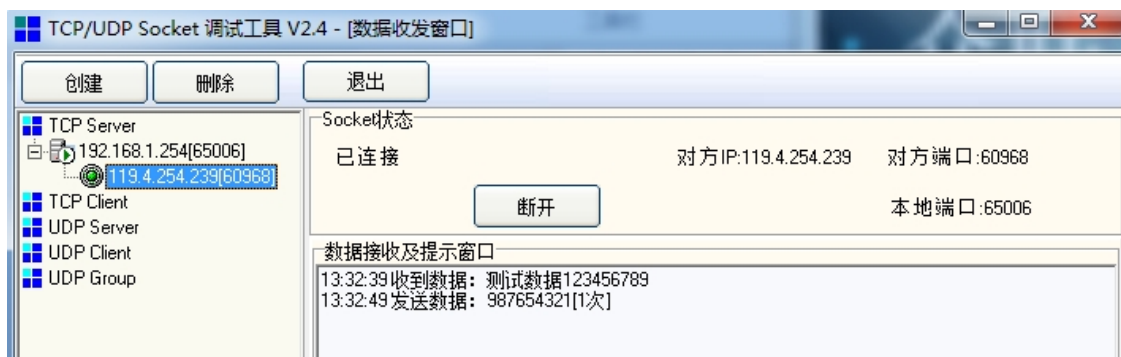 TCP/UDP Socket 调试工具 V2.4 - [数据收发窗口]
创建
删除
退出
TCP Server
192.168.1.254[65006]
119.4.254.239[60968]
TCP Client
UDP Server
UDP Client
UDP Group
Socket状态
已连接
对方IP:119.4.254.239
对方端口:60968
断开
本地端口:65006
数据接收及提示窗口
13:32:39 收到数据：测试数据123456789
13:32:49 发送数据：987654321[1次]